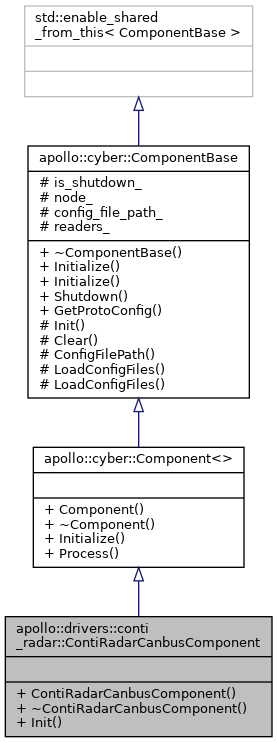 std::enable_shared
_from_this< ComponentBase >
apollo::cyber::ComponentBase
# is_shutdown_
# node_
# config_file_path_
# readers_
+ ~ComponentBase()
+ Initialize()
+ Initialize()
+ Shutdown()
+ GetProtoConfig()
# Init()
# Clear()
# ConfigFilePath()
# LoadConfigFiles()
# LoadConfigFiles()
apollo::cyber::Component<>
+ Component()
+ ~Component()
+ Initialize()
+ Process()
apollo::drivers::conti
_radar::ContiRadarCanbusComponent
+ ContiRadarCanbusComponent()
+ ~ContiRadarCanbusComponent()
+ Init()